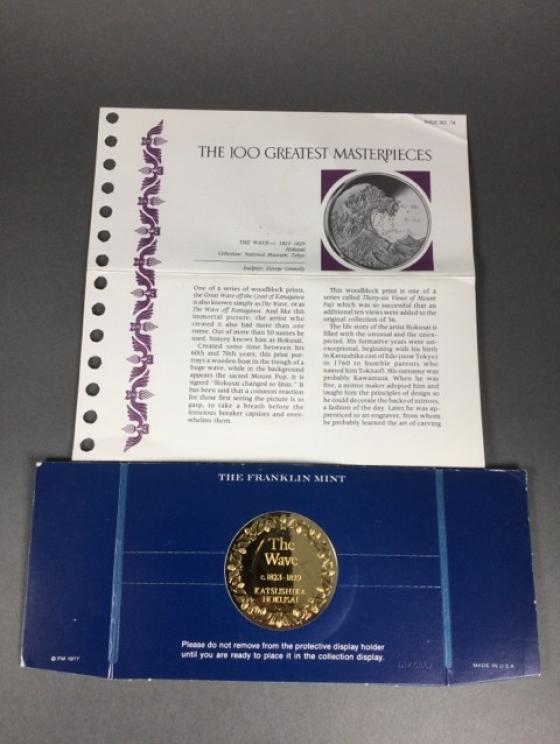 ISSUE NO. 74
THE 100 GREATEST MASTERPIECES
THE WAVE—c. 1823-1829
Hokusai
Collection: National Museum, Tokyo
Sculptor: George Connolly
One of a series of woodblock prints,
the Great Wave off the Coast of Kanagawa
is also known simply as The Wave, or as
The Wave of Kanagawa. And like this
immortal picture, the artist who
created it also had more than one
name. Out of more than 50 names he
used, history knows him as Hokusai.
Created some time between his
60th and 70th years, this print por-
trays a wooden boat in the trough of a
huge wave, while in the background
appears the sacred Mount Fuji. It is
signed "Hokusai changed to Iitsu." It
has been said that a common reaction
for those first seeing the picture is to
gasp, to take a breath before the
ferocious breaker capsizes and over-
whelms them.
This woodblock print is one of a
series called Thirty-six Views of Mount
Fuji which was so successful that an
additional ten views were added to the
original collection of 36.
The life story of the artist Hokusai is
filled with the unusual and the unex-
pected. His formative years were un-
exceptional, beginning with his birth
in Katsushika east of Edo (now Tokyo)
in 1760 to humble parents who
named him Tokitarō. His surname was
probably Kawamura. When he was
five, a mirror maker adopted him and
taught him the principles of design so
he could decorate the backs of mirrors,
a fashion of the day. Later he was ap-
prenticed to an engraver, from whom
he probably learned the art of carving
THE FRANKLIN MINT
The
Wave
c. 1823-1829
KATSUSHIKA
HOKUSAI
Please do not remove from the protective display holder
until you are ready to place it in the collection display.
© FM 1977
MADE IN U.S.A.